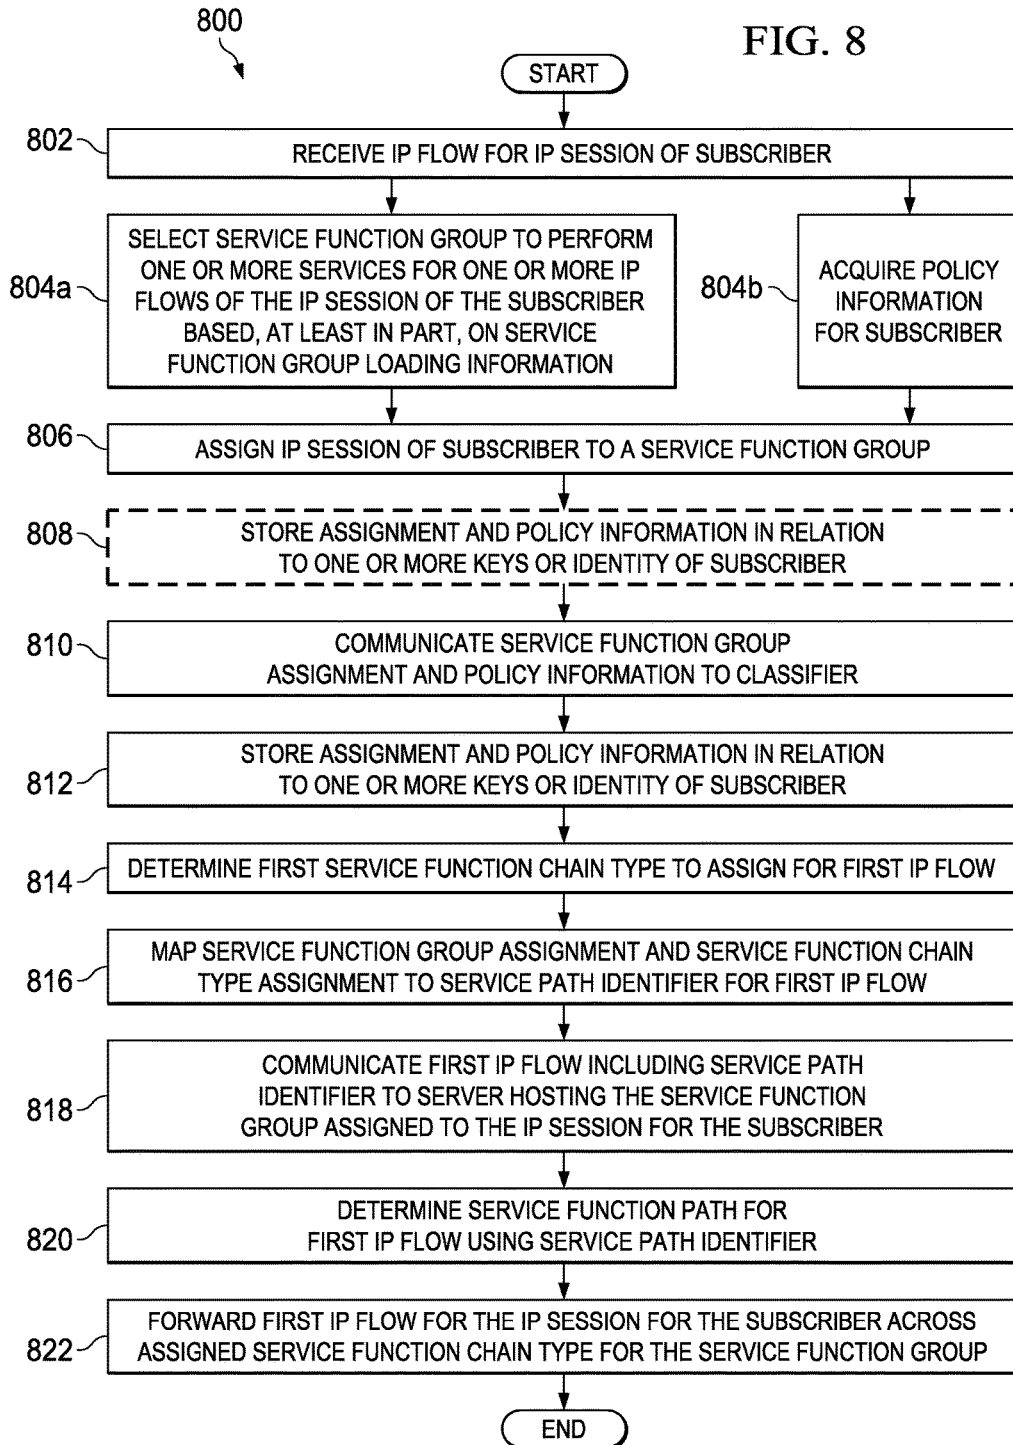 800
FIG. 8
START
802
RECEIVE IP FLOW FOR IP SESSION OF SUBSCRIBER
804a
SELECT SERVICE FUNCTION GROUP TO PERFORM
ONE OR MORE SERVICES FOR ONE OR MORE IP
FLOWS OF THE IP SESSION OF THE SUBSCRIBER
BASED, AT LEAST IN PART, ON SERVICE
FUNCTION GROUP LOADING INFORMATION
804b
ACQUIRE POLICY
INFORMATION
FOR SUBSCRIBER
806
ASSIGN IP SESSION OF SUBSCRIBER TO A SERVICE FUNCTION GROUP
808
STORE ASSIGNMENT AND POLICY INFORMATION IN RELATION
TO ONE OR MORE KEYS OR IDENTITY OF SUBSCRIBER
810
COMMUNICATE SERVICE FUNCTION GROUP
ASSIGNMENT AND POLICY INFORMATION TO CLASSIFIER
812
STORE ASSIGNMENT AND POLICY INFORMATION IN RELATION
TO ONE OR MORE KEYS OR IDENTITY OF SUBSCRIBER
814
DETERMINE FIRST SERVICE FUNCTION CHAIN TYPE TO ASSIGN FOR FIRST IP FLOW
816
MAP SERVICE FUNCTION GROUP ASSIGNMENT AND SERVICE FUNCTION CHAIN
TYPE ASSIGNMENT TO SERVICE PATH IDENTIFIER FOR FIRST IP FLOW
818
COMMUNICATE FIRST IP FLOW INCLUDING SERVICE PATH
IDENTIFIER TO SERVER HOSTING THE SERVICE FUNCTION
GROUP ASSIGNED TO THE IP SESSION FOR THE SUBSCRIBER
820
DETERMINE SERVICE FUNCTION PATH FOR
FIRST IP FLOW USING SERVICE PATH IDENTIFIER
822
FORWARD FIRST IP FLOW FOR THE IP SESSION FOR THE SUBSCRIBER ACROSS
ASSIGNED SERVICE FUNCTION CHAIN TYPE FOR THE SERVICE FUNCTION GROUP
END